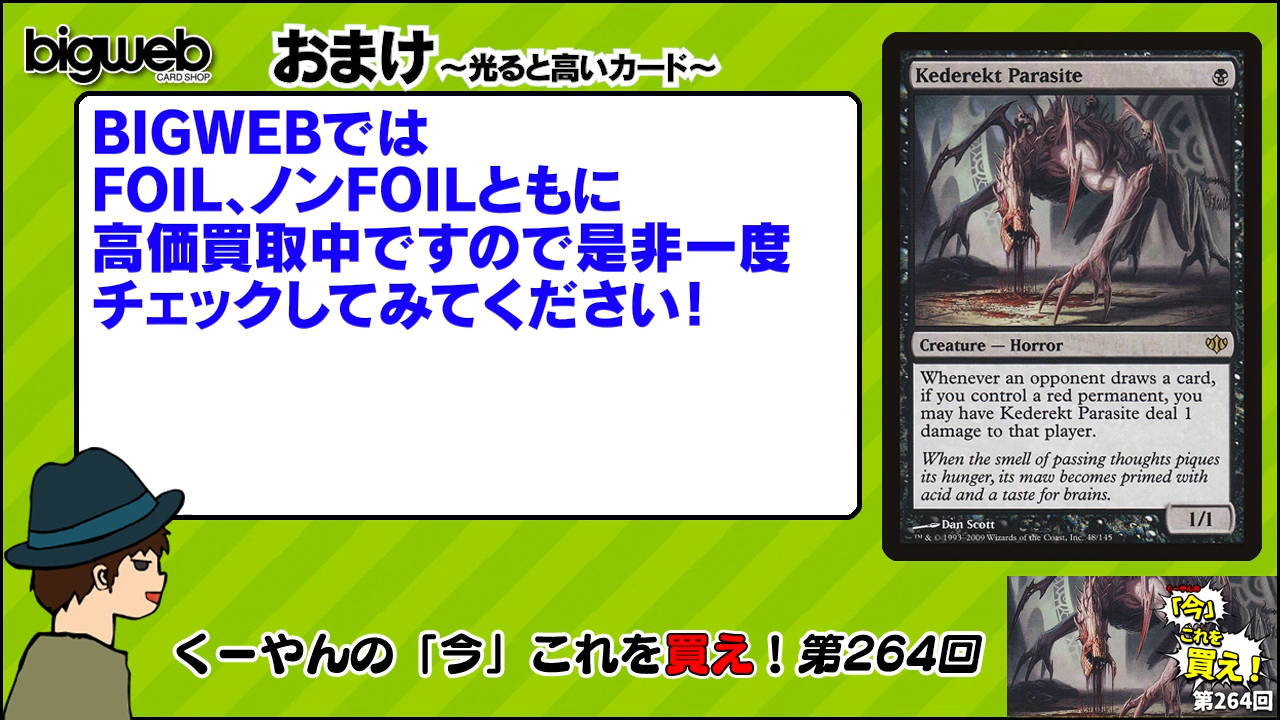 bigweb
CARD SHOP
おまけ ～光ると高いカード～
BIGWEBでは
FOIL、ノンFOILともに
高価買取中ですので是非一度
チェックしてみてください！
Kederekt Parasite
Creature — Horror
Whenever an opponent draws a card,
if you control a red permanent, you
may have Kederekt Parasite deal 1
damage to that player.
When the smell of passing thoughts piques
its hunger, its maw becomes primed with
acid and a taste for brains.
1/1
Dan Scott
™ & © 1993–2009 Wizards of the Coast, Inc. 48/145
くーやんの「今」これを買え！第264回
くーやんの
「今」
これを
買え！
第264回